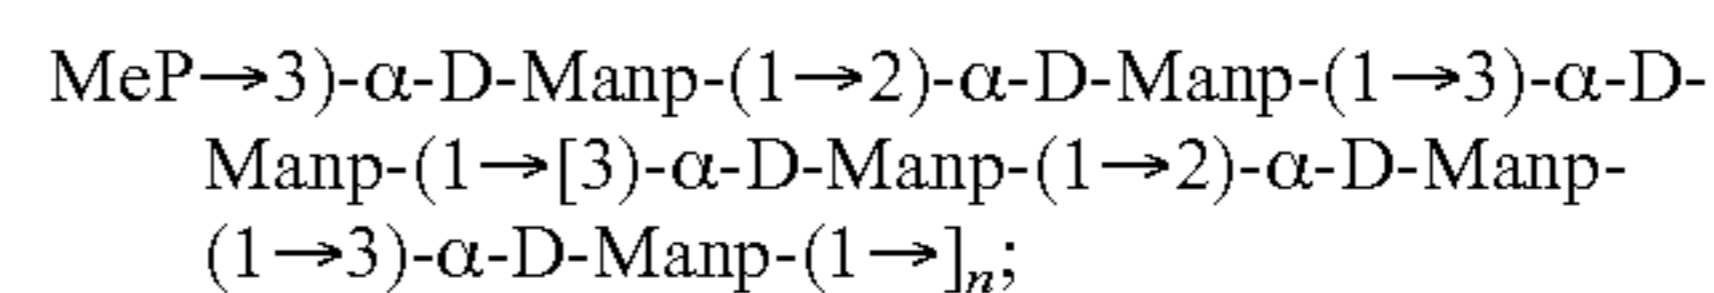 MeP→3)-α-D-Manp-(1→2)-α-D-Manp-(1→3)-α-D-
Manp-(1→[3)-α-D-Manp-(1→2)-α-D-Manp-
(1→3)-α-D-Manp-(1→]n;